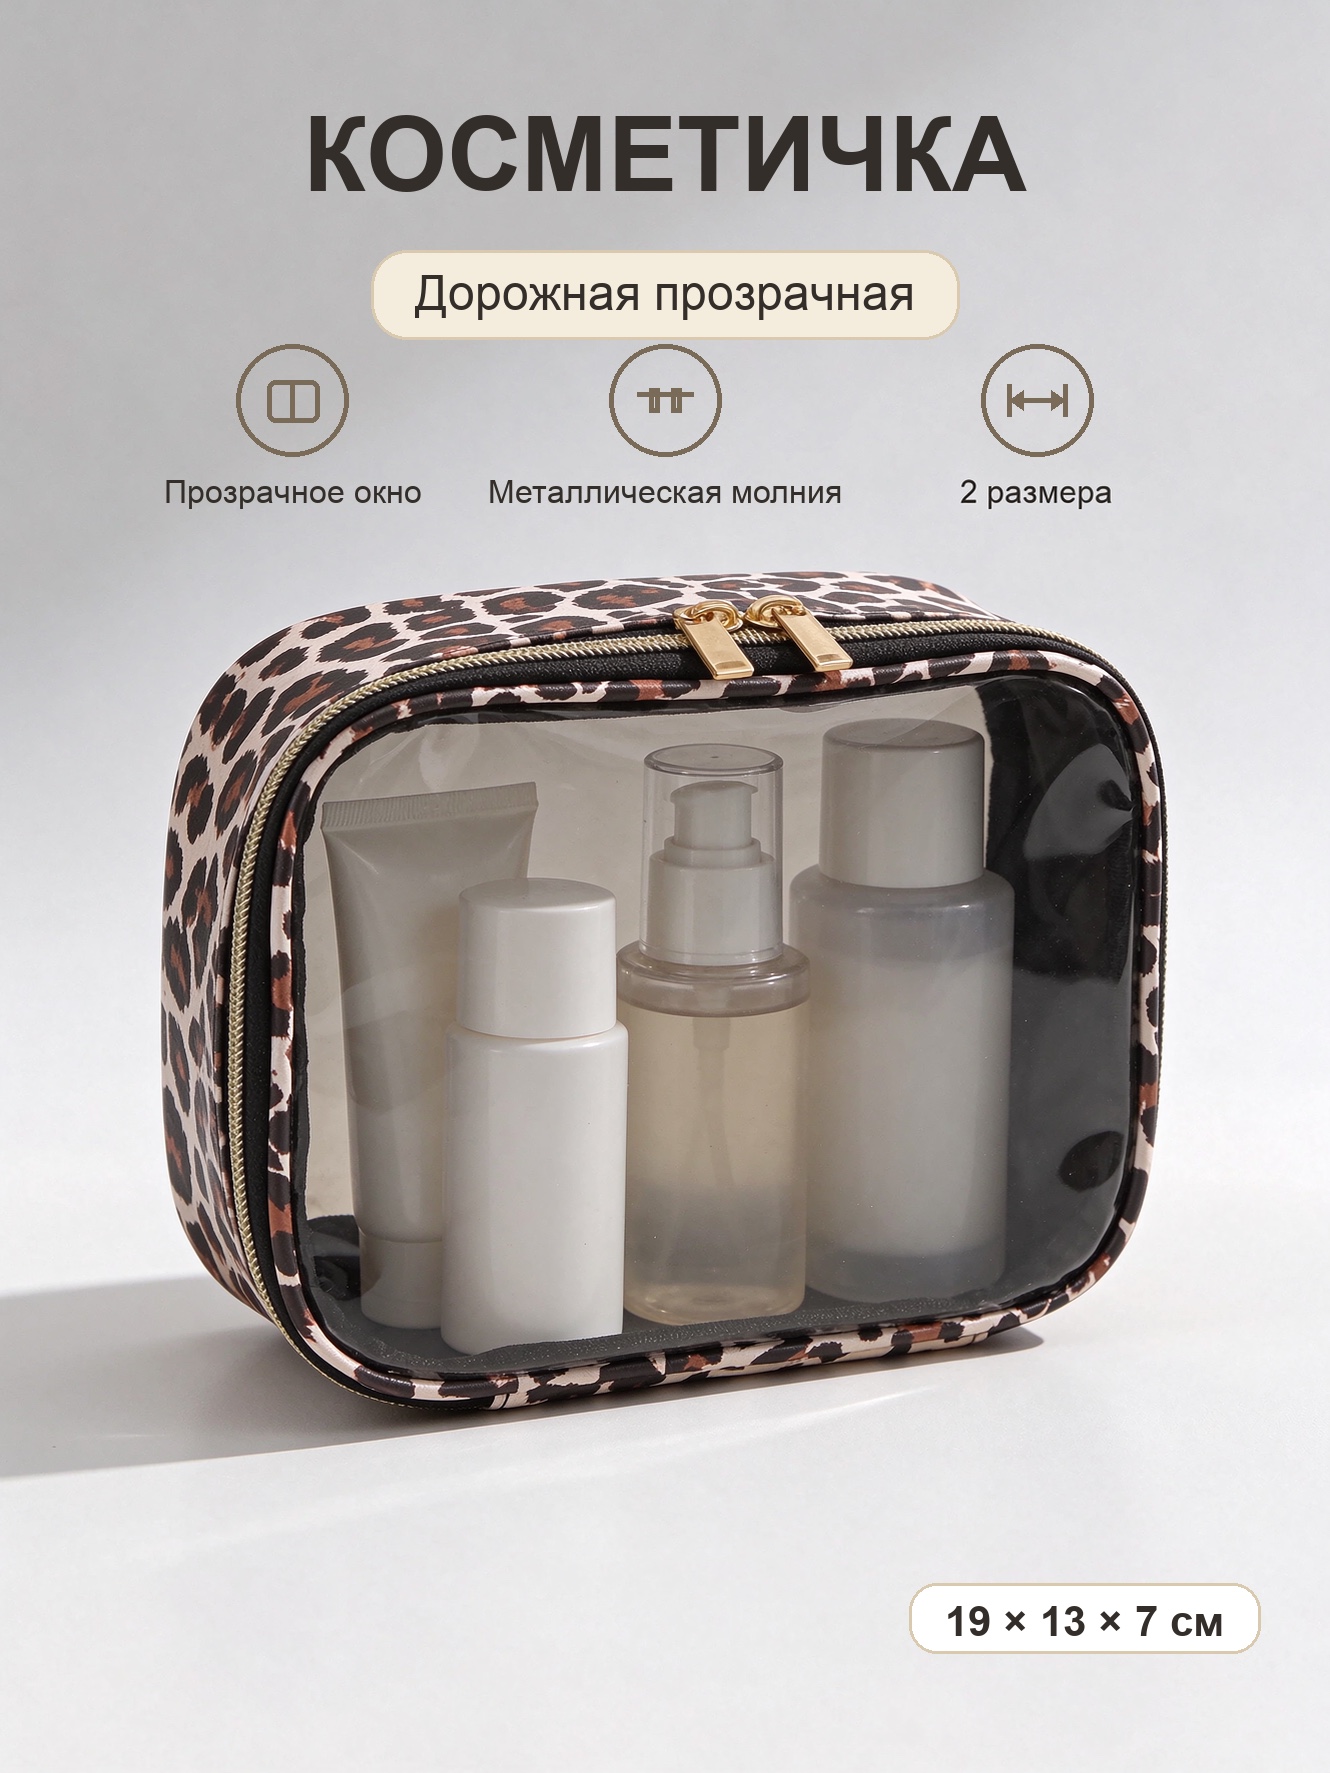 КОСМЕТИЧКА
Дорожная прозрачная
Прозрачное окно
Металлическая молния
2 размера
19 × 13 × 7 см